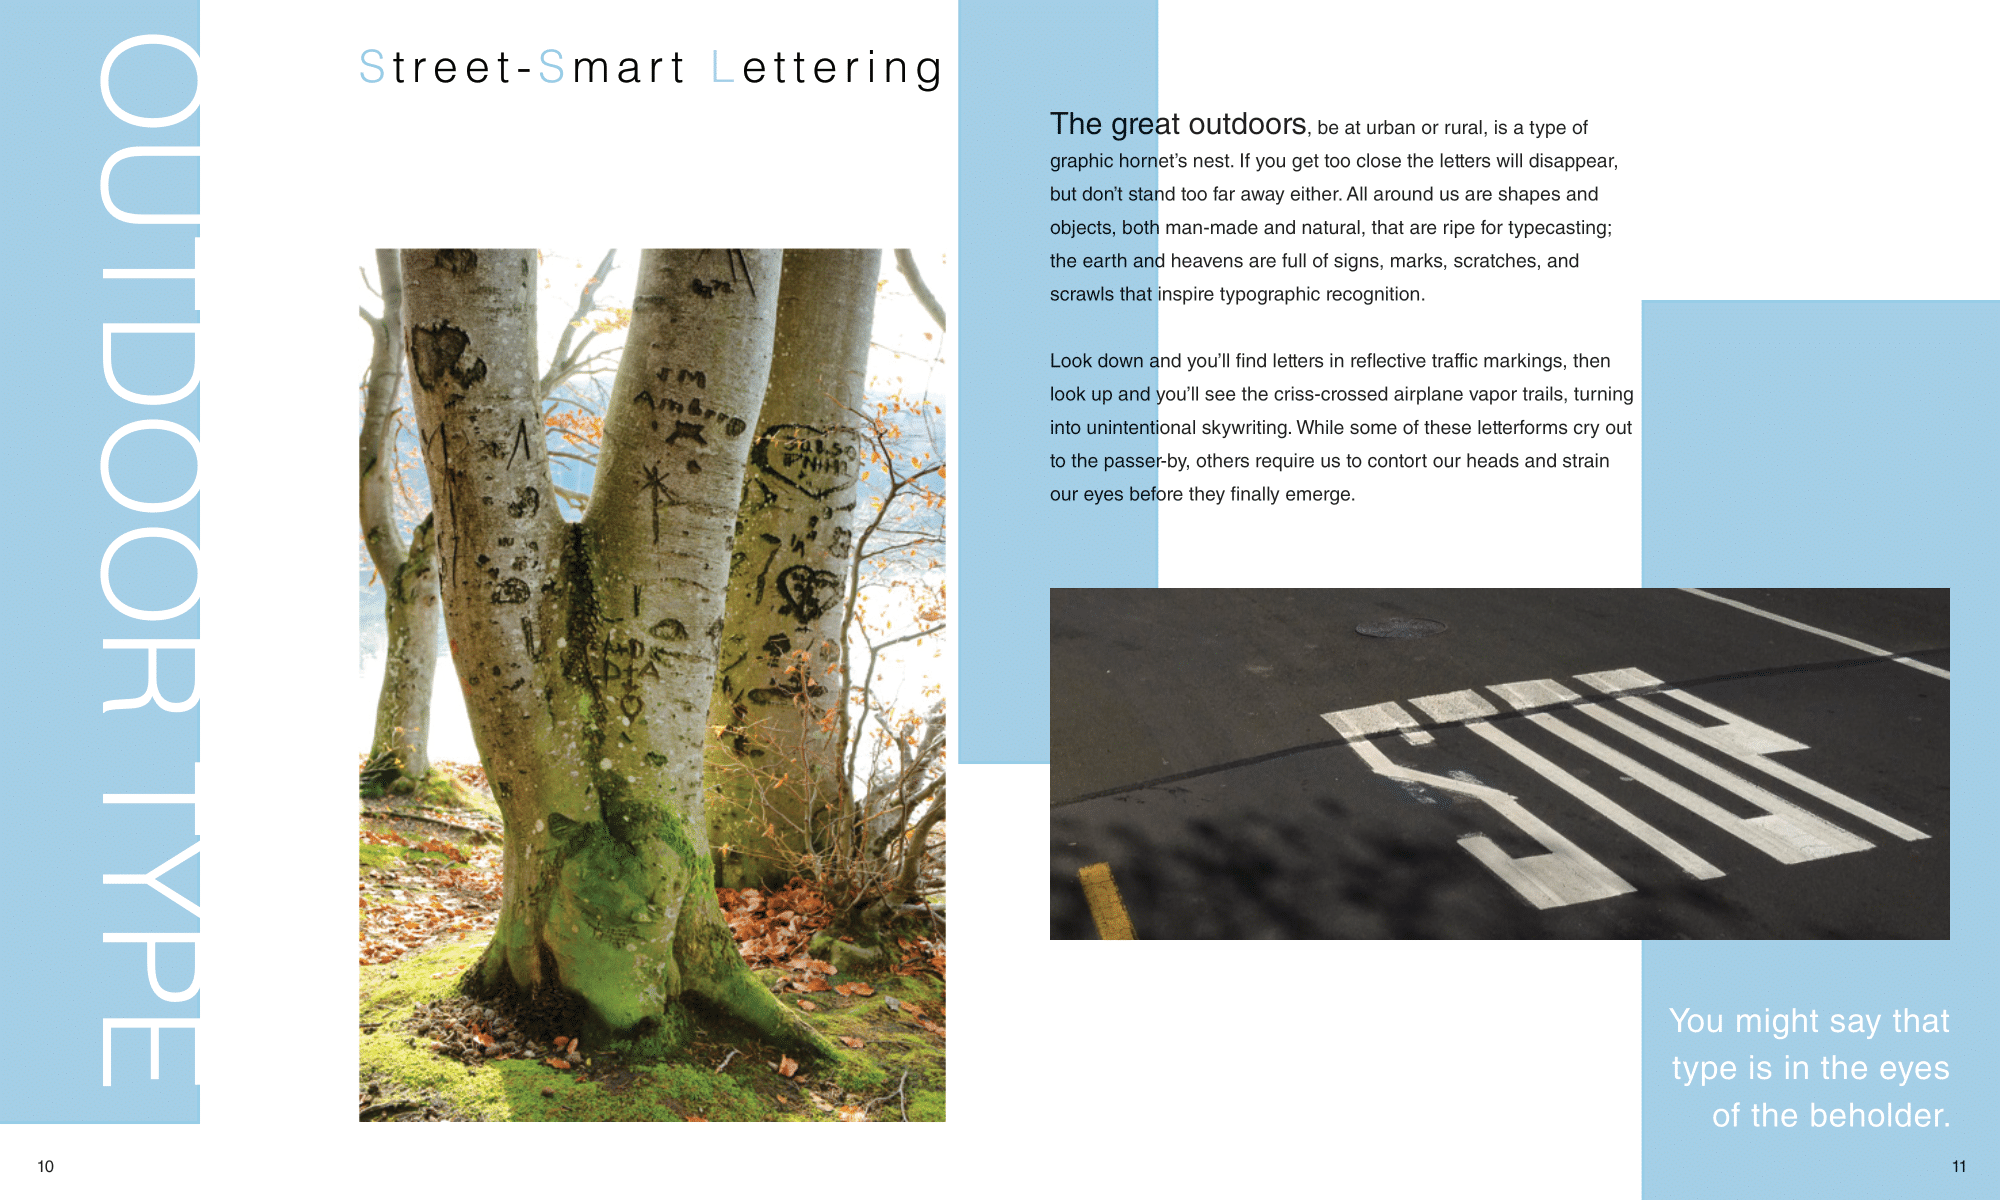 OUTDOOR TYPE
Street-Smart Lettering
JM
The great outdoors, be at urban or rural, is a type of
graphic hornet’s nest. If you get too close the letters will disappear,
but don’t stand too far away either. All around us are shapes and
objects, both man-made and natural, that are ripe for typecasting;
the earth and heavens are full of signs, marks, scratches, and
scrawls that inspire typographic recognition.
Look down and you’ll find letters in reflective traffic markings, then
look up and you’ll see the criss-crossed airplane vapor trails, turning
into unintentional skywriting. While some of these letterforms cry out
to the passer-by, others require us to contort our heads and strain
our eyes before they finally emerge.
STOP
You might say that
type is in the eyes
of the beholder.
10
11